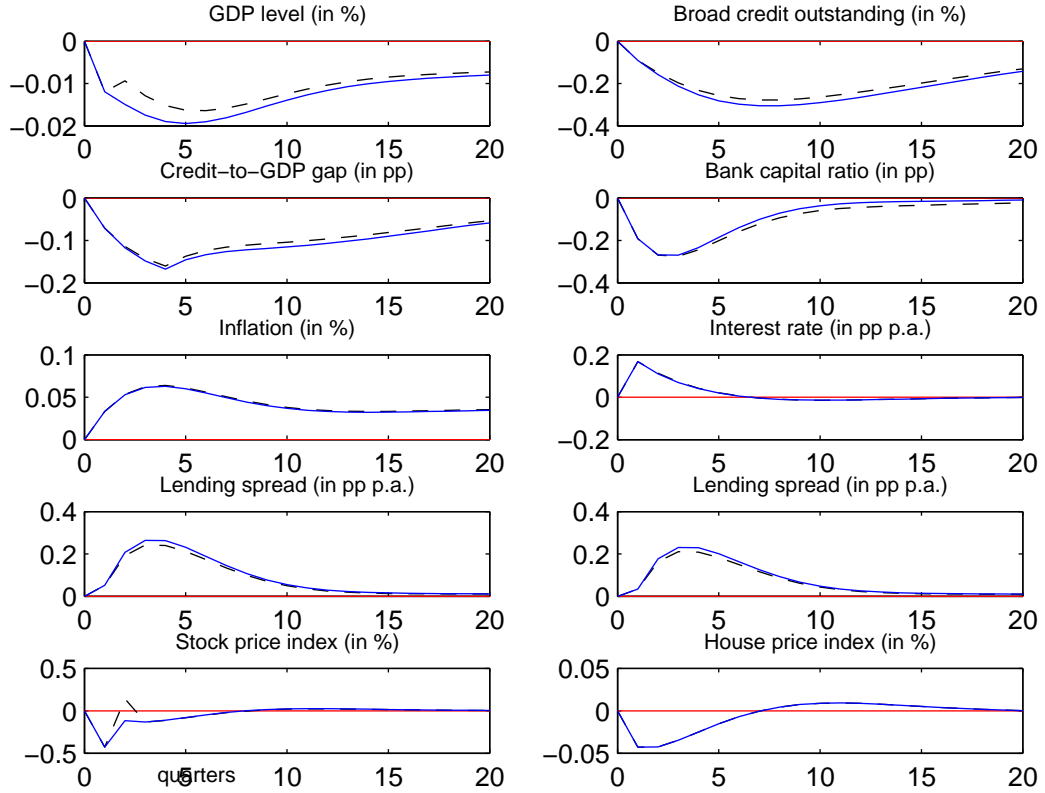 GDP level (in %)
0
−0.01
−0.02
0 5 10 15 20
Broad credit outstanding (in %)
0
−0.2
−0.4
0 5 10 15 20
Credit−to−GDP gap (in pp)
0
−0.1
−0.2
0 5 10 15 20
Bank capital ratio (in pp)
0
−0.2
−0.4
0 5 10 15 20
Inflation (in %)
0.1
0.05
0
0 5 10 15 20
Interest rate (in pp p.a.)
0.2
0
−0.2
0 5 10 15 20
Lending spread (in pp p.a.)
0.4
0.2
0
0 5 10 15 20
Lending spread (in pp p.a.)
0.4
0.2
0
0 5 10 15 20
Stock price index (in %)
0.5
0
−0.5
0 5 10 15 20
quarters
House price index (in %)
0.05
0
−0.05
0 5 10 15 20